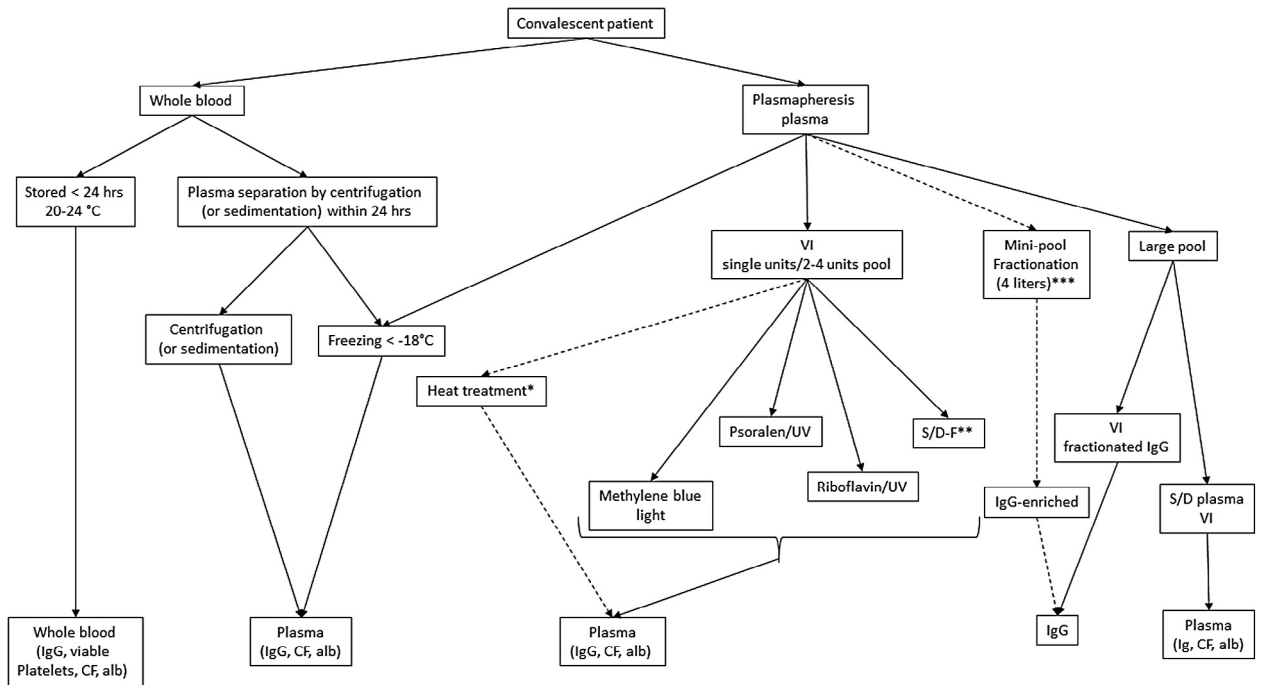 Convalescent patient
Whole blood
Plasmapheresis
plasma
Stored < 24 hrs
20-24 °C
Plasma separation by centrifugation
(or sedimentation) within 24 hrs
VI
single units/2-4 units pool
Mini-pool
Fractionation
(4 liters)***
Large pool
Centrifugation
(or sedimentation)
Freezing < -18°C
Heat treatment*
Psoralen/UV
S/D-F**
VI
fractionated IgG
Methylene blue
light
Riboflavin/UV
IgG-enriched
S/D plasma
VI
Whole blood
(IgG, viable
Platelets, CF, alb)
Plasma
(IgG, CF, alb)
Plasma
(IgG, CF, alb)
IgG
Plasma
(Ig, CF, alb)